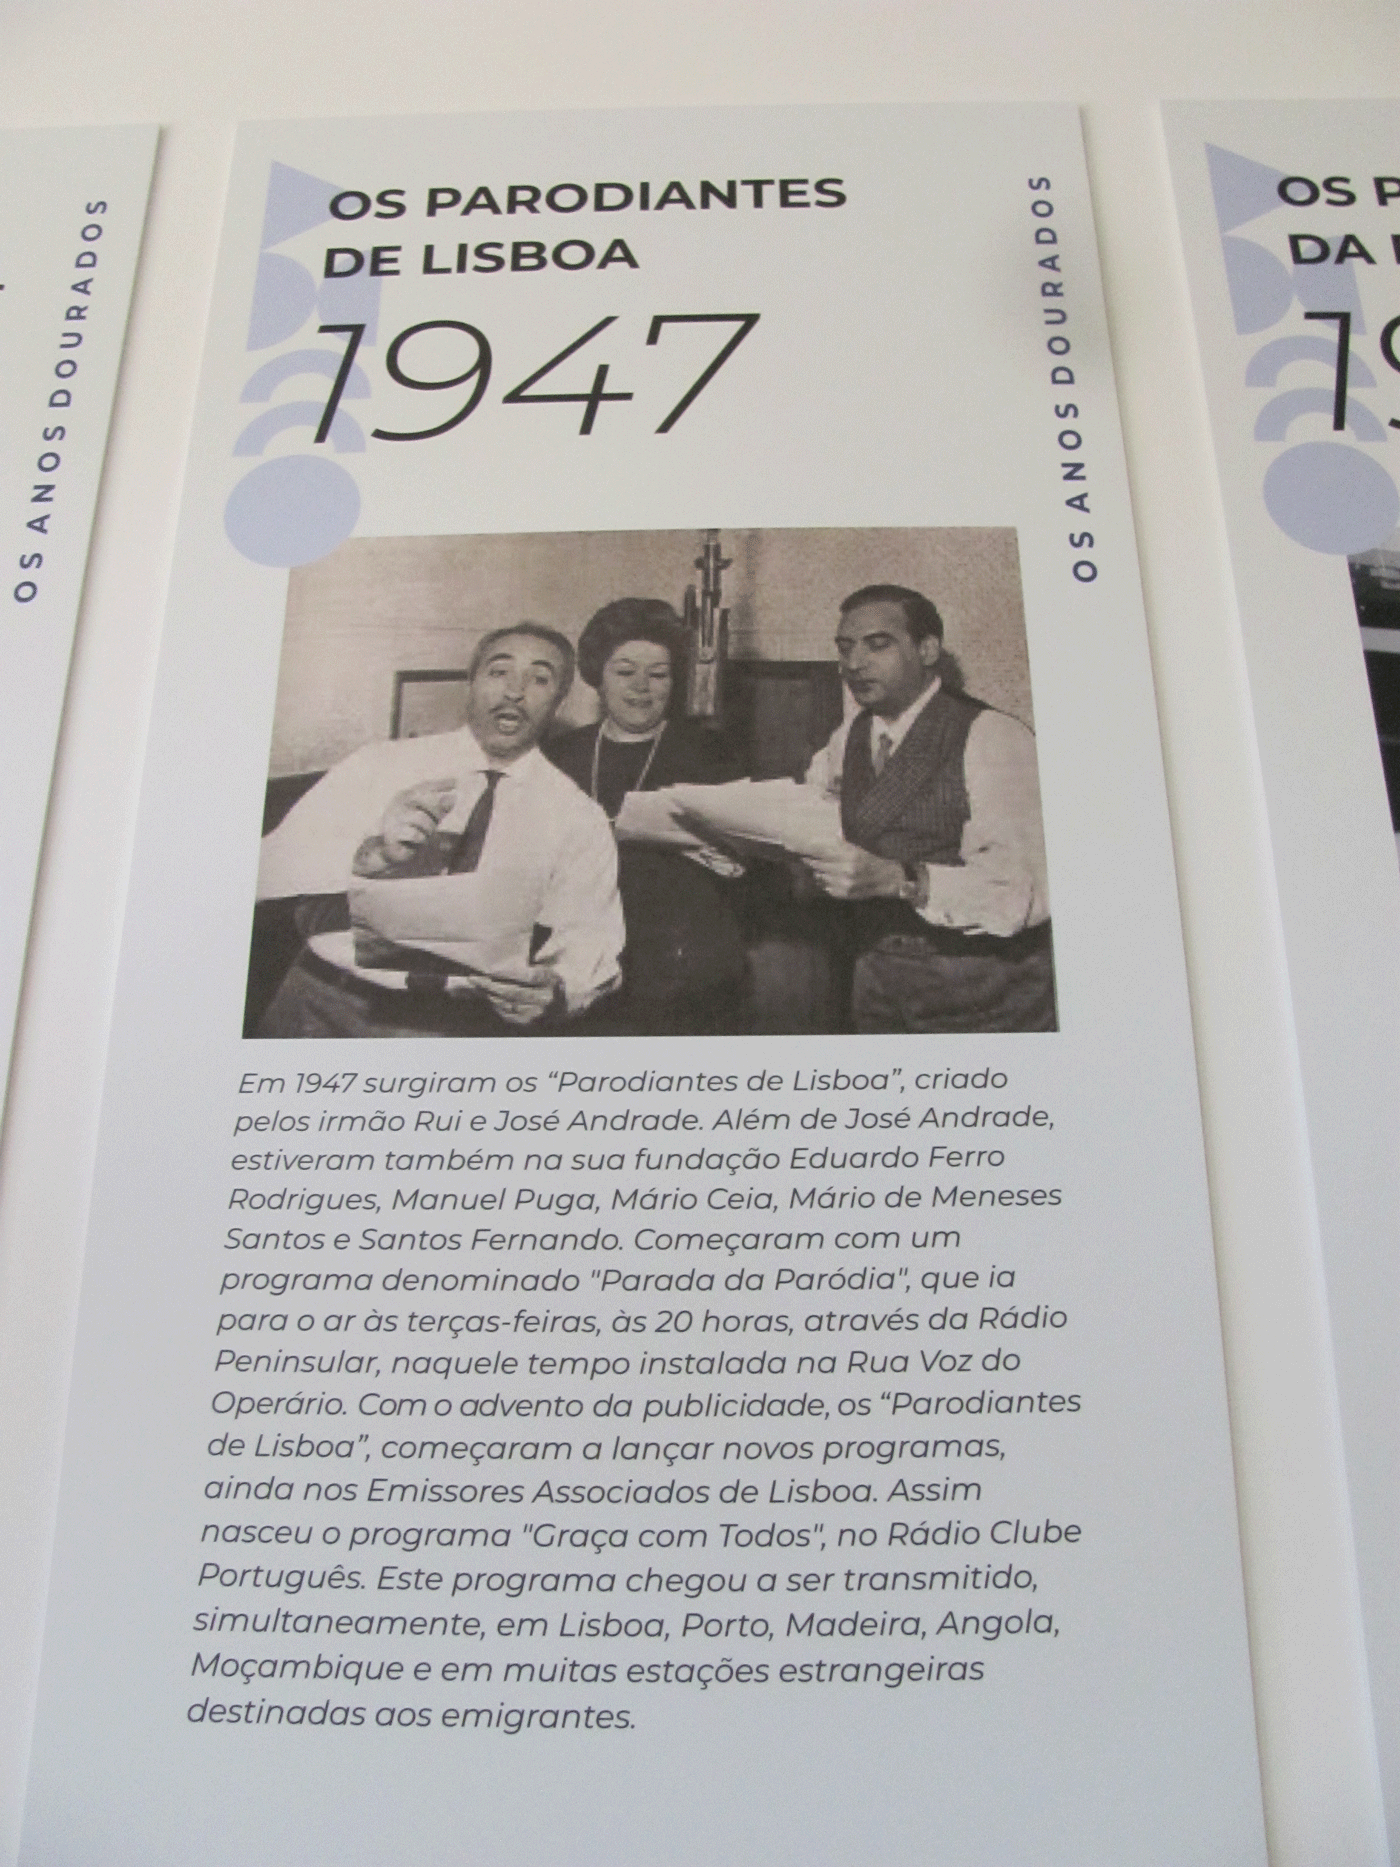 OS ANOS DOURADOS
OS PARODIANTES
DE LISBOA
1947
OS ANOS DOURADOS
Em 1947 surgiram os “Parodiantes de Lisboa”, criado
pelos irmão Rui e José Andrade. Além de José Andrade,
estiveram também na sua fundação Eduardo Ferro
Rodrigues, Manuel Puga, Mário Ceia, Mário de Meneses
Santos e Santos Fernando. Começaram com um
programa denominado "Parada da Paródia", que ia
para o ar às terças-feiras, às 20 horas, através da Rádio
Peninsular, naquele tempo instalada na Rua Voz do
Operário. Com o advento da publicidade, os “Parodiantes
de Lisboa”, começaram a lançar novos programas,
ainda nos Emissores Associados de Lisboa. Assim
nasceu o programa "Graça com Todos", no Rádio Clube
Português. Este programa chegou a ser transmitido,
simultaneamente, em Lisboa, Porto, Madeira, Angola,
Moçambique e em muitas estações estrangeiras
destinadas aos emigrantes.
OS
DA